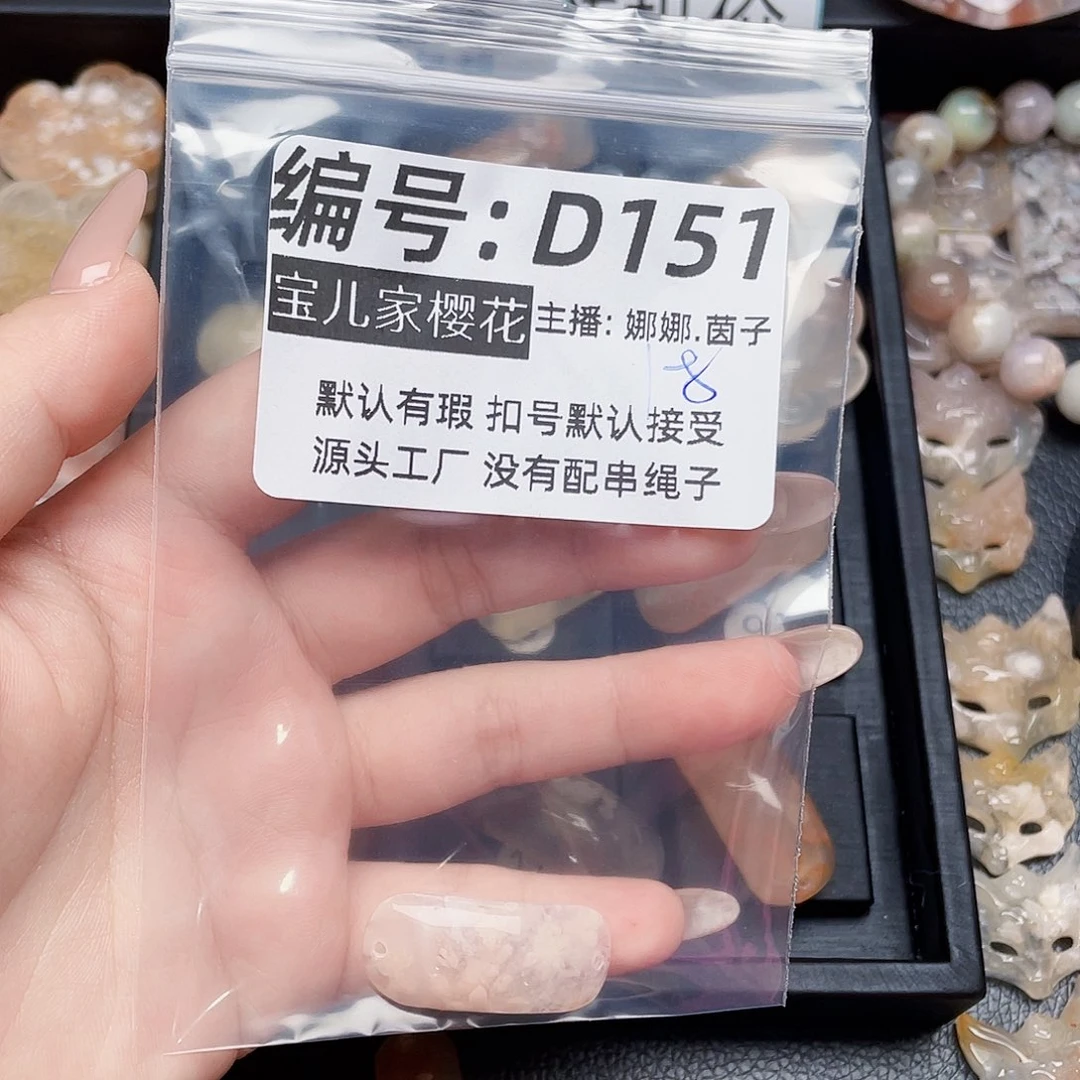 编号：D151
宝儿家樱花 主播：娜娜.茵子
18
默认有瑕 扣号默认接受
源头工厂 没有配串绳子